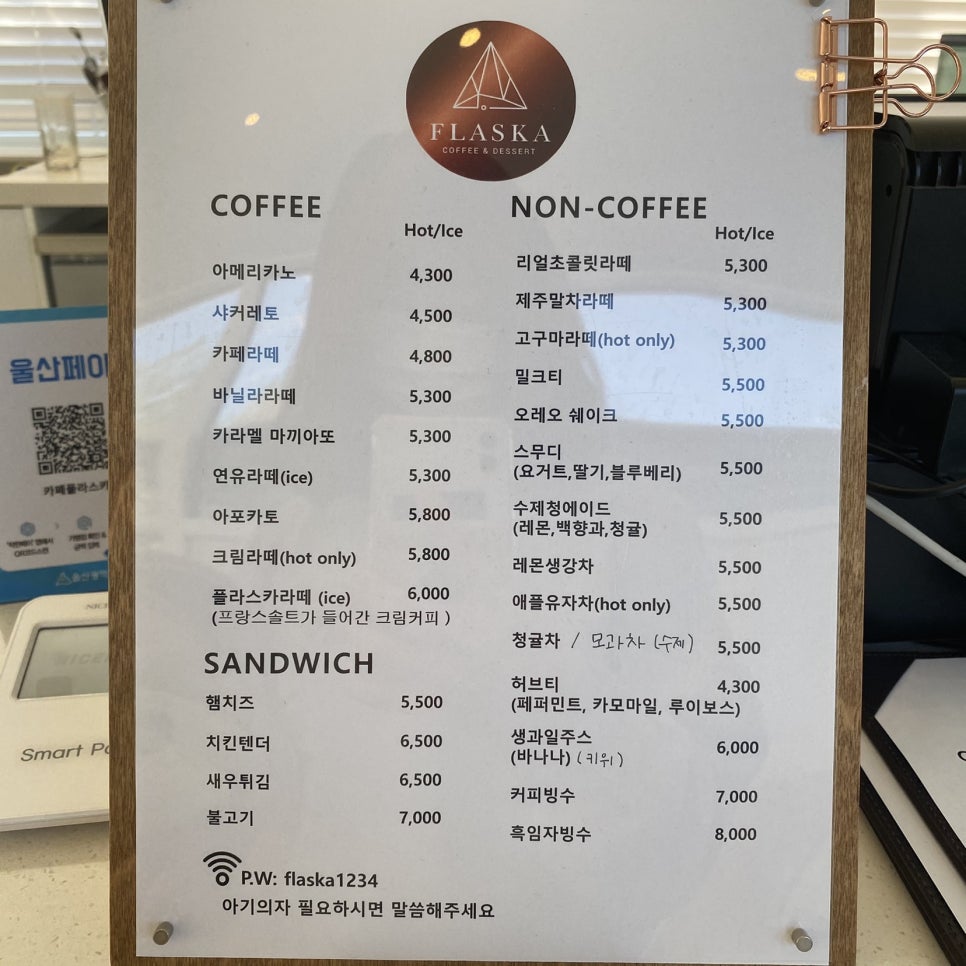 FLASKA
COFFEE & DESSERT
COFFEE
Hot/Ice
아메리카노 4,300
샤커레토 4,500
카페라떼 4,800
바닐라라떼 5,300
카라멜 마끼아또 5,300
연유라떼(ice) 5,300
아포카토 5,800
크림라떼(hot only) 5,800
플라스카라떼 (ice) 6,000
(프랑스솔트가 들어간 크림커피 )
SANDWICH
햄치즈 5,500
치킨텐더 6,500
새우튀김 6,500
불고기 7,000
P.W: flaska1234
아기의자 필요하시면 말씀해주세요
NON-COFFEE
Hot/Ice
리얼초콜릿라떼 5,300
제주말차라떼 5,300
고구마라떼(hot only) 5,300
밀크티 5,500
오레오 쉐이크 5,500
스무디
(요거트,딸기,블루베리) 5,500
수제청에이드
(레몬,백향과,청귤) 5,500
레몬생강차 5,500
애플유자차(hot only) 5,500
청귤차 / 모과차 (수제) 5,500
허브티 4,300
(페퍼민트, 카모마일, 루이보스)
생과일주스
(바나나) (키위) 6,000
커피빙수 7,000
흑임자빙수 8,000
울산페이
카페플라스카
Smart